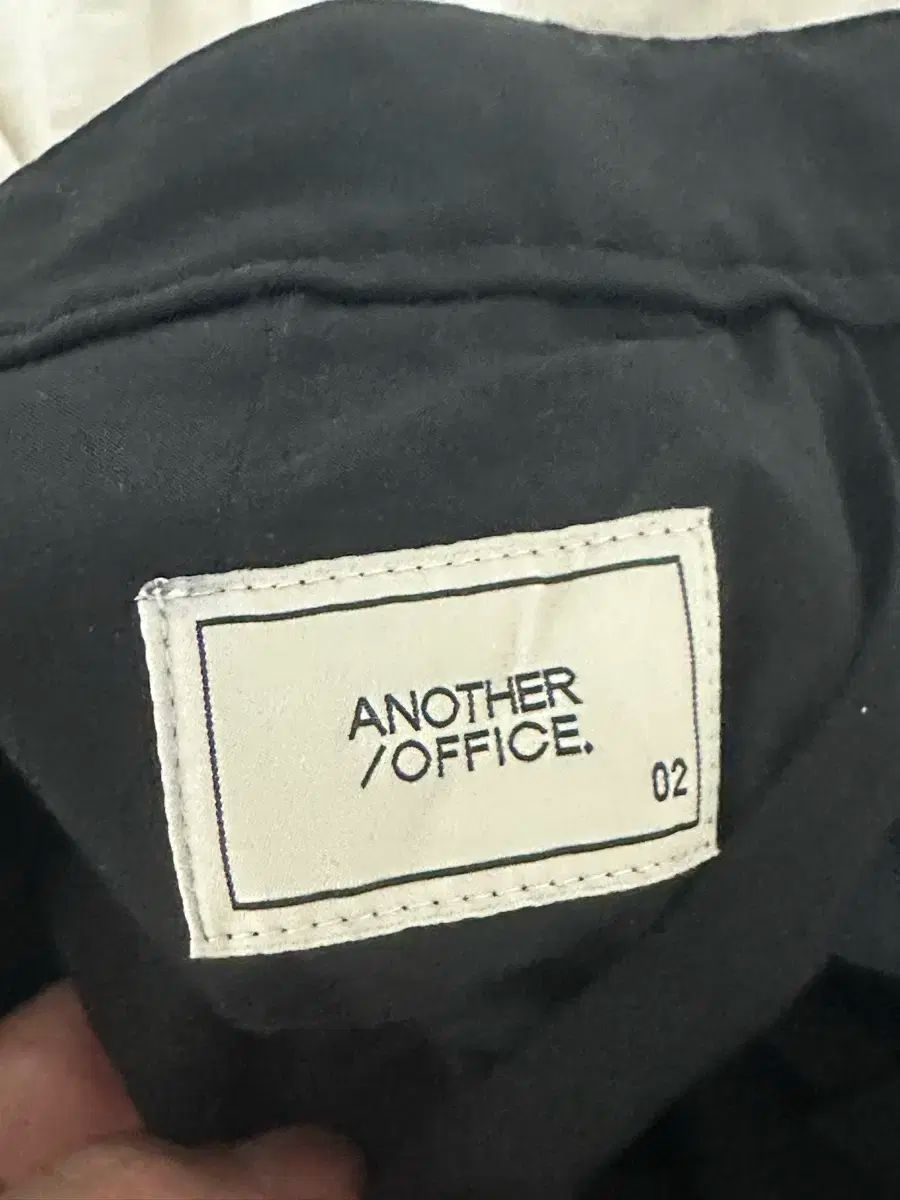 ANOTHER
/OFFICE.
02